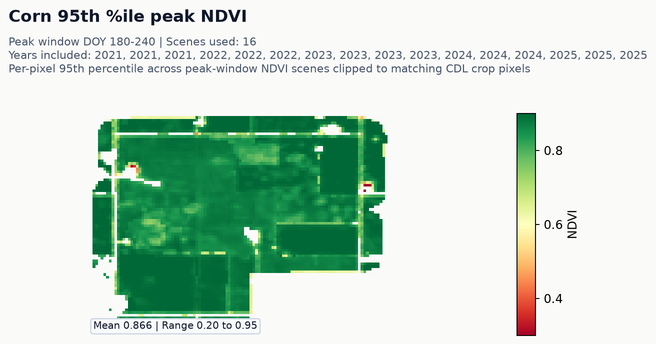 Corn 95th %ile peak NDVI
Peak window DOY 180-240 | Scenes used: 16
Years included: 2021, 2021, 2021, 2022, 2022, 2022, 2023, 2023, 2023, 2023, 2024, 2024, 2024, 2025, 2025, 2025
Per-pixel 95th percentile across peak-window NDVI scenes clipped to matching CDL crop pixels
0.8
0.6
0.4
NDVI
Mean 0.866 | Range 0.20 to 0.95